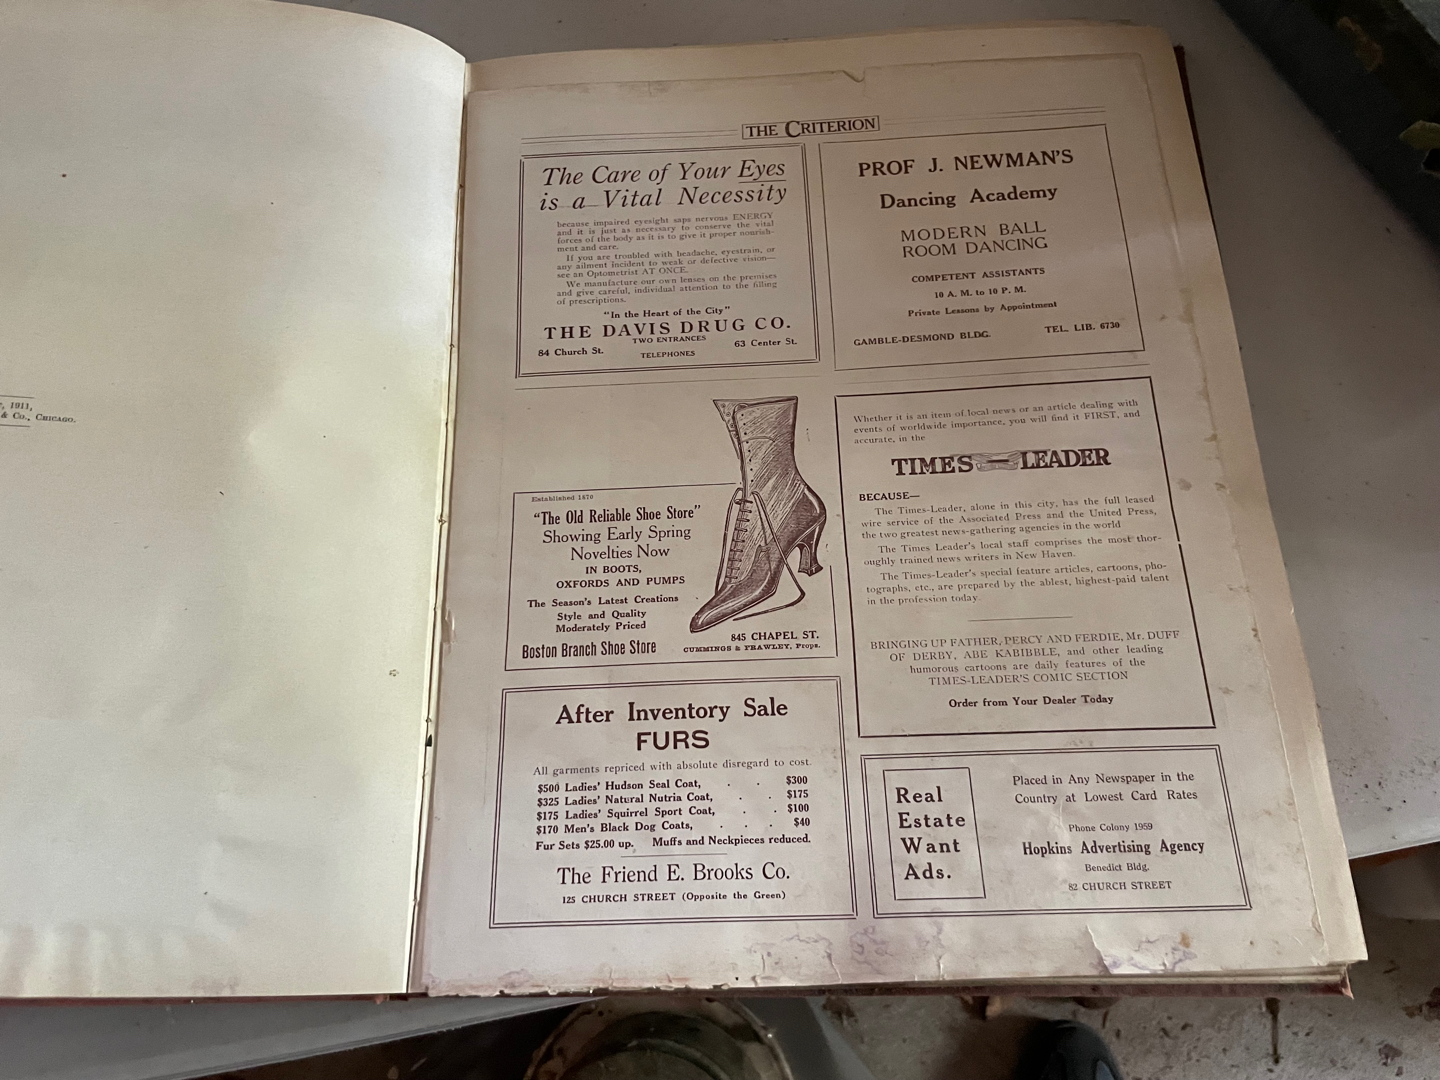 , 1911,
& Co., Chicago.
THE CRITERION
The Care of Your Eyes
is a Vital Necessity
because impaired eyesight saps nervous ENERGY
and it is just as necessary to conserve the vital
forces of the body as it is to give it proper nourish-
ment and care.
If you are troubled with headache, eyestrain, or
any ailment incident to weak or defective vision—
see an Optometrist AT ONCE.
We manufacture our own lenses on the premises
and give careful, individual attention to the filling
of prescriptions.
"In the Heart of the City"
THE DAVIS DRUG CO.
TWO ENTRANCES
84 Church St. 63 Center St.
TELEPHONES
PROF J. NEWMAN'S
Dancing Academy
MODERN BALL
ROOM DANCING
COMPETENT ASSISTANTS
10 A. M. to 10 P. M.
Private Lessons by Appointment
GAMBLE-DESMOND BLDG. TEL. LIB. 6730
Established 1870
"The Old Reliable Shoe Store"
Showing Early Spring
Novelties Now
IN BOOTS,
OXFORDS AND PUMPS
The Season's Latest Creations
Style and Quality
Moderately Priced
Boston Branch Shoe Store
845 CHAPEL ST.
CUMMINGS & FRAWLEY, Props.
Whether it is an item of local news or an article dealing with
events of worldwide importance, you will find it FIRST, and
accurate, in the
TIMES — LEADER
BECAUSE—
The Times-Leader, alone in this city, has the full leased
wire service of the Associated Press and the United Press,
the two greatest news-gathering agencies in the world
The Times Leader's local staff comprises the most thor-
oughly trained news writers in New Haven.
The Times-Leader's special feature articles, cartoons, pho-
tographs, etc., are prepared by the ablest, highest-paid talent
in the profession today.
BRINGING UP FATHER, PERCY AND FERDIE, Mr. DUFF
OF DERBY, ABE KABIBBLE, and other leading
humorous cartoons are daily features of the
TIMES-LEADER'S COMIC SECTION
Order from Your Dealer Today
After Inventory Sale
FURS
All garments repriced with absolute disregard to cost.
$500 Ladies' Hudson Seal Coat, . . $300
$325 Ladies' Natural Nutria Coat, . . $175
$175 Ladies' Squirrel Sport Coat, . . $100
$170 Men's Black Dog Coats, . . . $40
Fur Sets $25.00 up. Muffs and Neckpieces reduced.
The Friend E. Brooks Co.
125 CHURCH STREET (Opposite the Green)
Real
Estate
Want
Ads.
Placed in Any Newspaper in the
Country at Lowest Card Rates
Phone Colony 1959
Hopkins Advertising Agency
Benedict Bldg.
82 CHURCH STREET